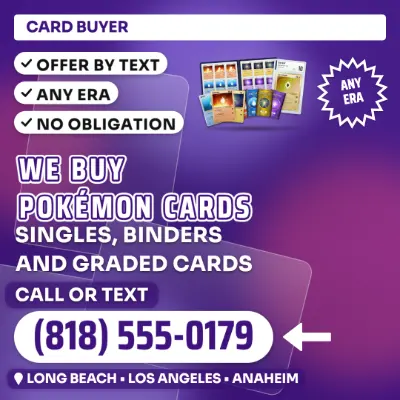 CARD BUYER
✓ OFFER BY TEXT
✓ ANY ERA
✓ NO OBLIGATION
ANY
ERA
WE BUY
POKÉMON CARDS
SINGLES, BINDERS
AND GRADED CARDS
CALL OR TEXT
(818) 555-0179
LONG BEACH • LOS ANGELES • ANAHEIM